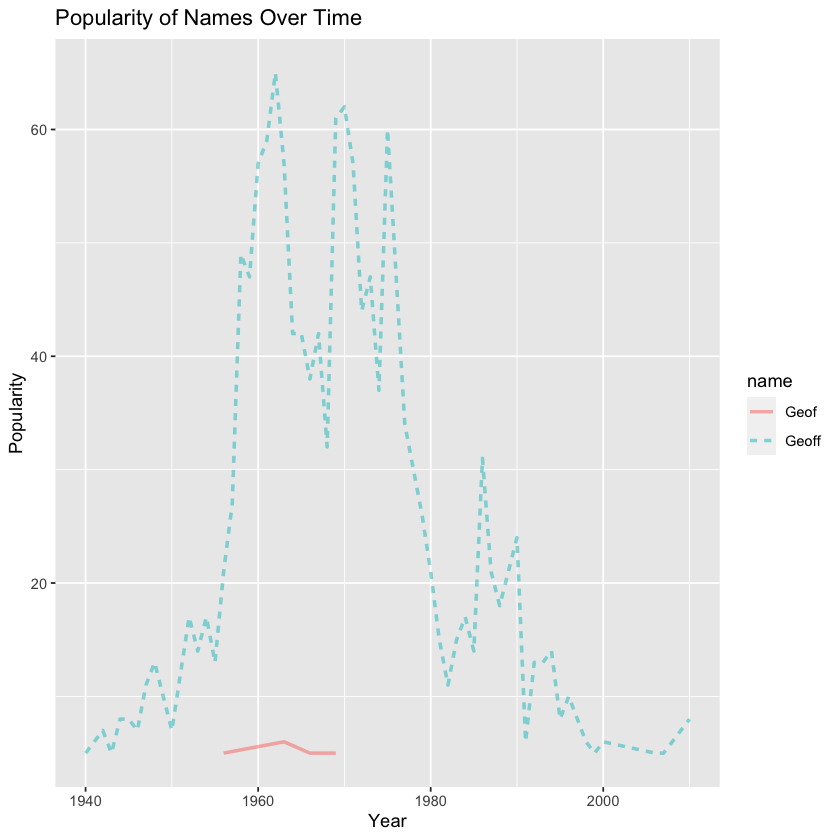 Popularity of Names Over Time
60
40
20
Popularity
1940
1960
1980
2000
Year
name
Geof
Geoff